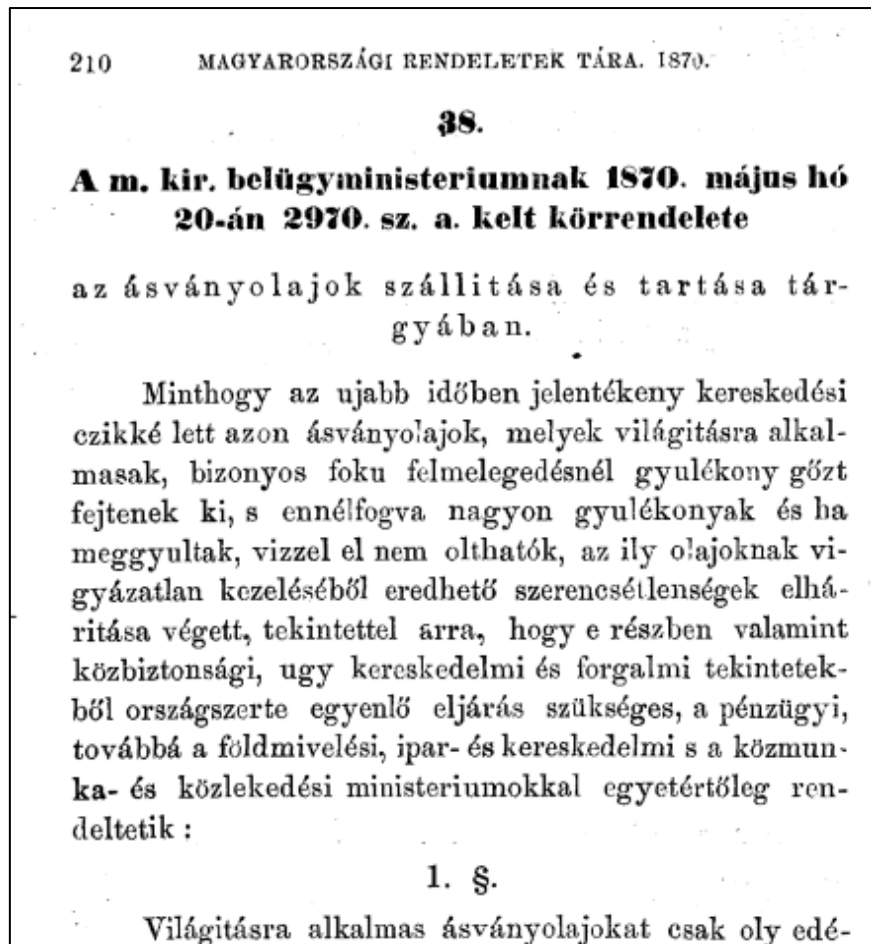 210 MAGYARORSZÁGI RENDELETEK TÁRA. 1870.
38.
A m. kir. belügyministeriumnak 1870. május hó
20-án 2970. sz. a. kelt körrendelete
az ásványolajok szállitása és tartása tár-
gyában.
Minthogy az ujabb időben jelentékeny kereskedési
czikké lett azon ásványolajok, melyek világitásra alkal-
masak, bizonyos foku felmelegedésnél gyulékony gőzt
fejtenek ki, s ennélfogva nagyon gyulékonyak és ha
meggyultak, vizzel el nem olthatók, az ily olajoknak vi-
gyázatlan kezeléséből eredhető szerencsétlenségek elhá-
ritása végett, tekintettel arra, hogy e részben valamint
közbiztonsági, ugy kereskedelmi és forgalmi tekintetek-
ből országszerte egyenlő eljárás szükséges, a pénzügyi,
továbbá a földmivelési, ipar- és kereskedelmi s a közmun-
ka- és közlekedési ministeriumokkal egyetértőleg ren-
deltetik :
1. §.
Világitásra alkalmas ásványolajokat csak oly edé-